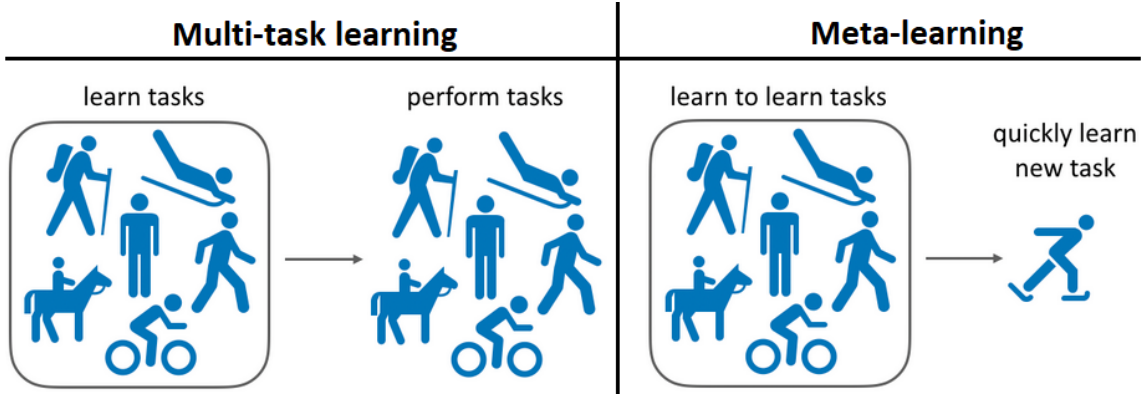 Multi-task learning
Meta-learning
learn tasks
perform tasks
learn to learn tasks
quickly learn
new task